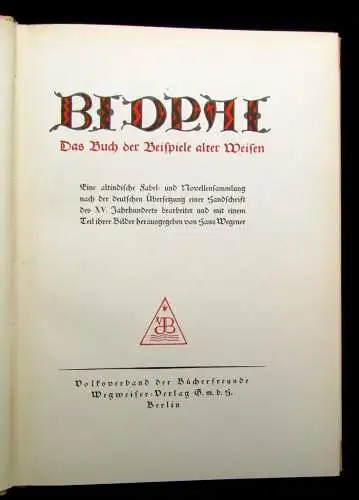 BIDPAI
Das Buch der Beispiele alter Weisen
Eine altindische Fabel- und Novellensammlung
nach der deutschen Übersetzung einer Handschrift
des XV. Jahrhunderts bearbeitet und mit einem
Teil ihrer Bilder herausgegeben von Hans Wegener
VdB
Volksverband der Bücherfreunde
Wegweiser-Verlag G.m.b.H.
Berlin